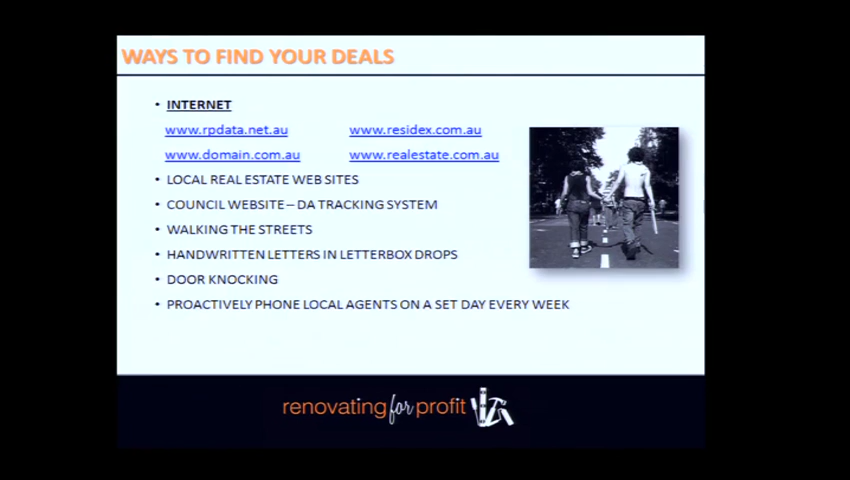 WAYS TO FIND YOUR DEALS
• INTERNET
www.rpdata.net.au www.residex.com.au
www.domain.com.au www.realestate.com.au
• LOCAL REAL ESTATE WEB SITES
• COUNCIL WEBSITE – DA TRACKING SYSTEM
• WALKING THE STREETS
• HANDWRITTEN LETTERS IN LETTERBOX DROPS
• DOOR KNOCKING
• PROACTIVELY PHONE LOCAL AGENTS ON A SET DAY EVERY WEEK
renovating for profit